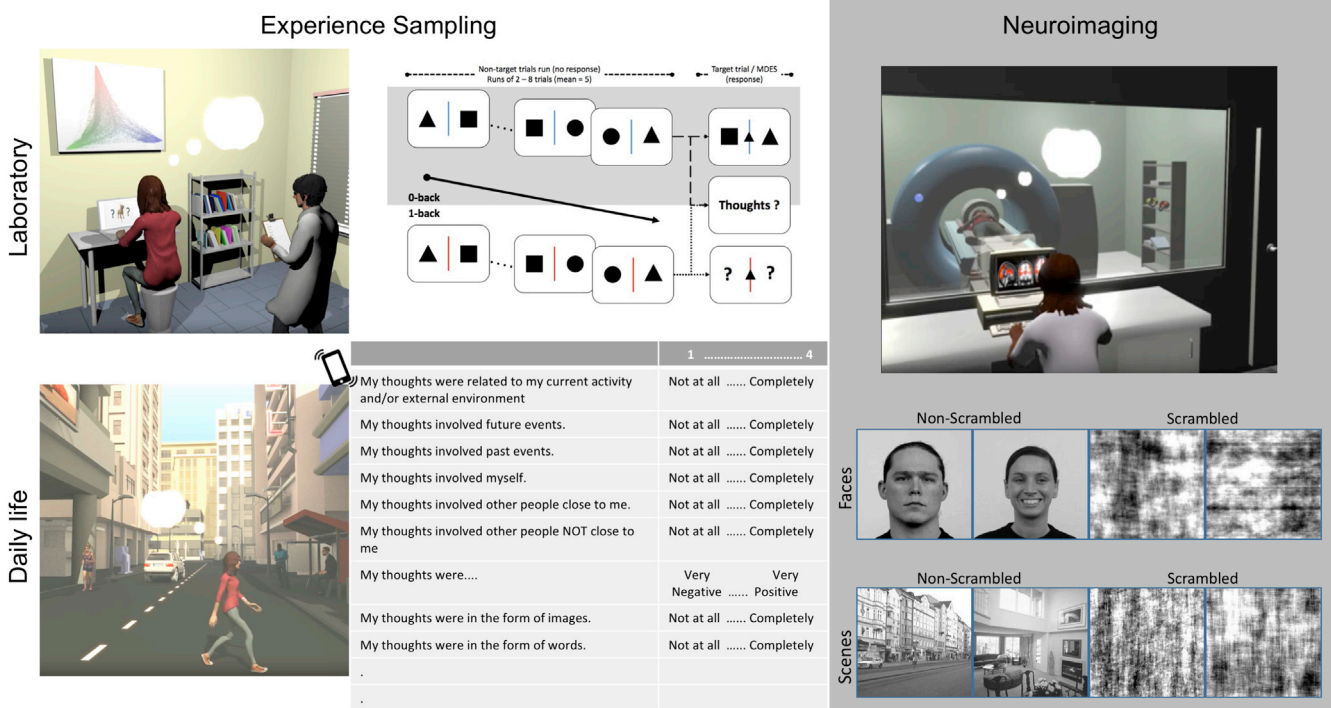 Experience Sampling
Neuroimaging
Laboratory
? ?
Non-target trials run (no response)
Runs of 2 – 8 trials (mean = 5)
Target trial / MDES
(response)
0-back
1-back
Thoughts ?
? ?
Daily life
1 ............................ 4
My thoughts were related to my current activity
and/or external environment
Not at all ...... Completely
My thoughts involved future events.
Not at all ...... Completely
My thoughts involved past events.
Not at all ...... Completely
My thoughts involved myself.
Not at all ...... Completely
My thoughts involved other people close to me.
Not at all ...... Completely
My thoughts involved other people NOT close to
me
Not at all ...... Completely
My thoughts were....
Very Very
Negative ...... Positive
My thoughts were in the form of images.
Not at all ...... Completely
My thoughts were in the form of words.
Not at all ...... Completely
.
.
Non-Scrambled
Scrambled
Faces
Non-Scrambled
Scrambled
Scenes